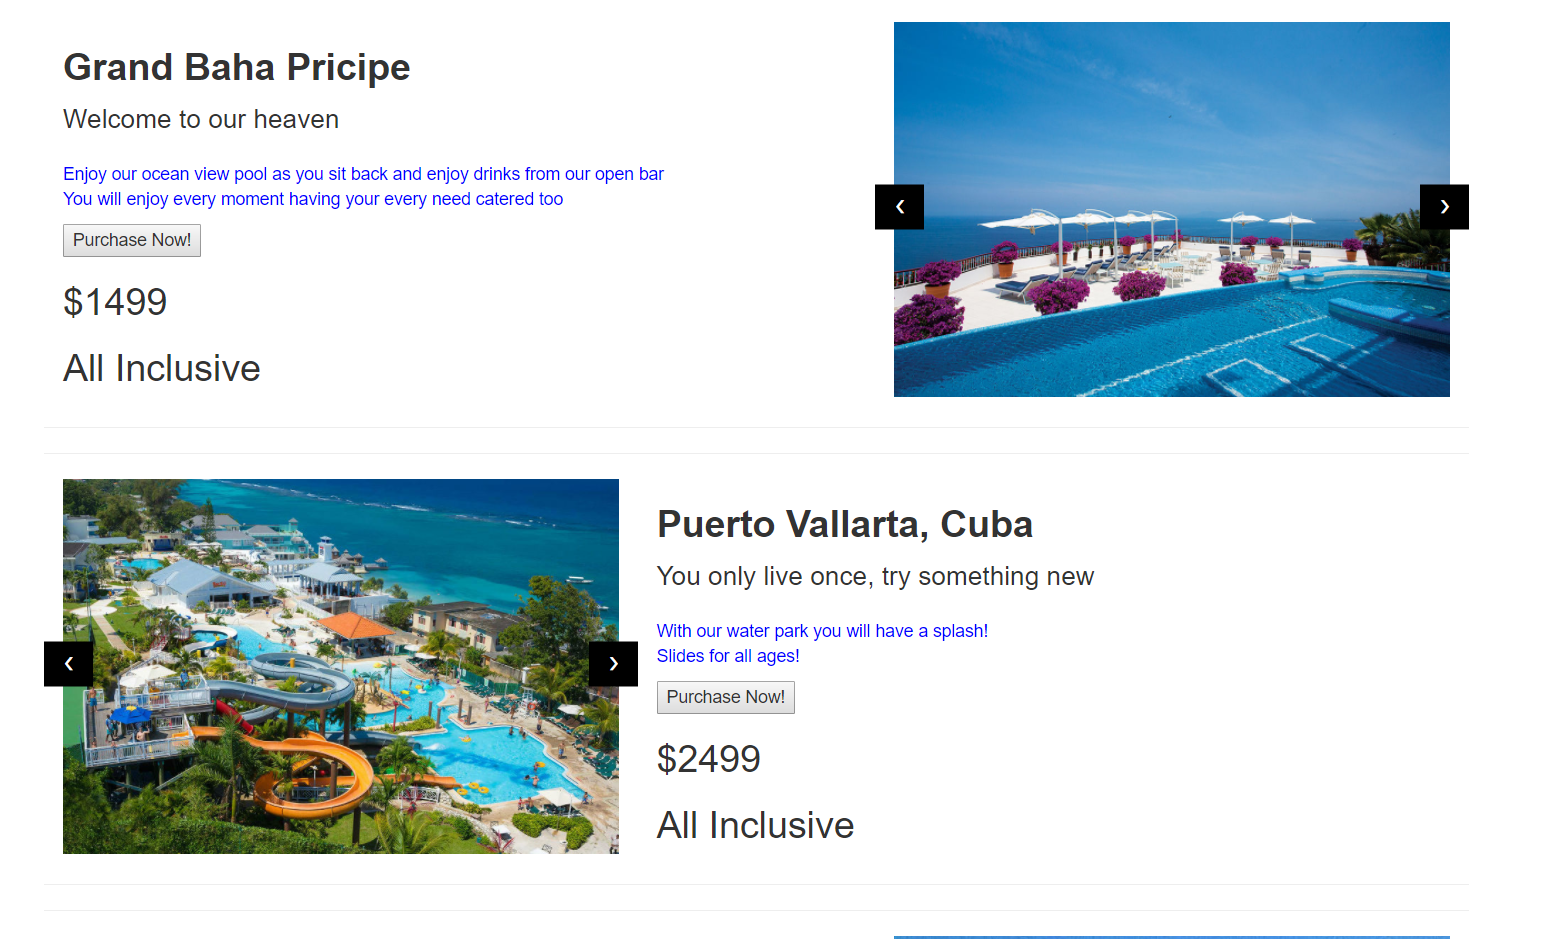 Grand Baha Pricipe
Welcome to our heaven
Enjoy our ocean view pool as you sit back and enjoy drinks from our open bar
You will enjoy every moment having your every need catered too
Purchase Now!
$1499
All Inclusive
❮
❯
❮
❯
Puerto Vallarta, Cuba
You only live once, try something new
With our water park you will have a splash!
Slides for all ages!
Purchase Now!
$2499
All Inclusive